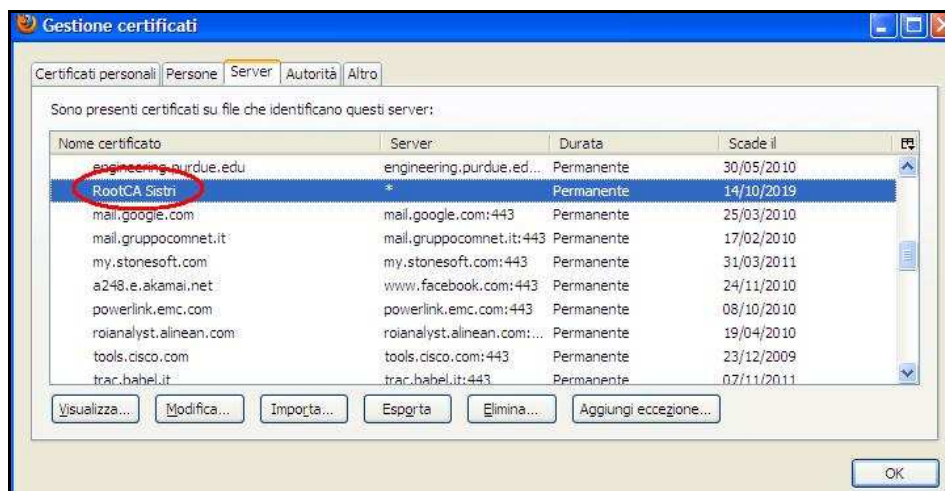 Gestione certificati
Certificati personali Persone Server Autorità Altro
Sono presenti certificati su file che identificano questi server:
Nome certificato Server Durata Scade il
engineering.purdue.edu engineering.purdue.ed... Permanente 30/05/2010
RootCA Sistri * Permanente 14/10/2019
mail.google.com mail.google.com:443 Permanente 25/03/2010
mail.gruppocomnet.it mail.gruppocomnet.it:443 Permanente 17/02/2010
my.stonesoft.com my.stonesoft.com:443 Permanente 31/03/2011
a248.e.akamai.net www.facebook.com:443 Permanente 24/11/2010
powerlink.emc.com powerlink.emc.com:443 Permanente 08/10/2010
roianalyst.alinean.com roianalyst.alinean.com:... Permanente 19/04/2010
tools.cisco.com tools.cisco.com:443 Permanente 23/12/2009
trac.babel.it trac.babel.it:443 Permanente 07/11/2011
Visualizza... Modifica... Importa... Esporta Elimina... Aggiungi eccezione...
OK